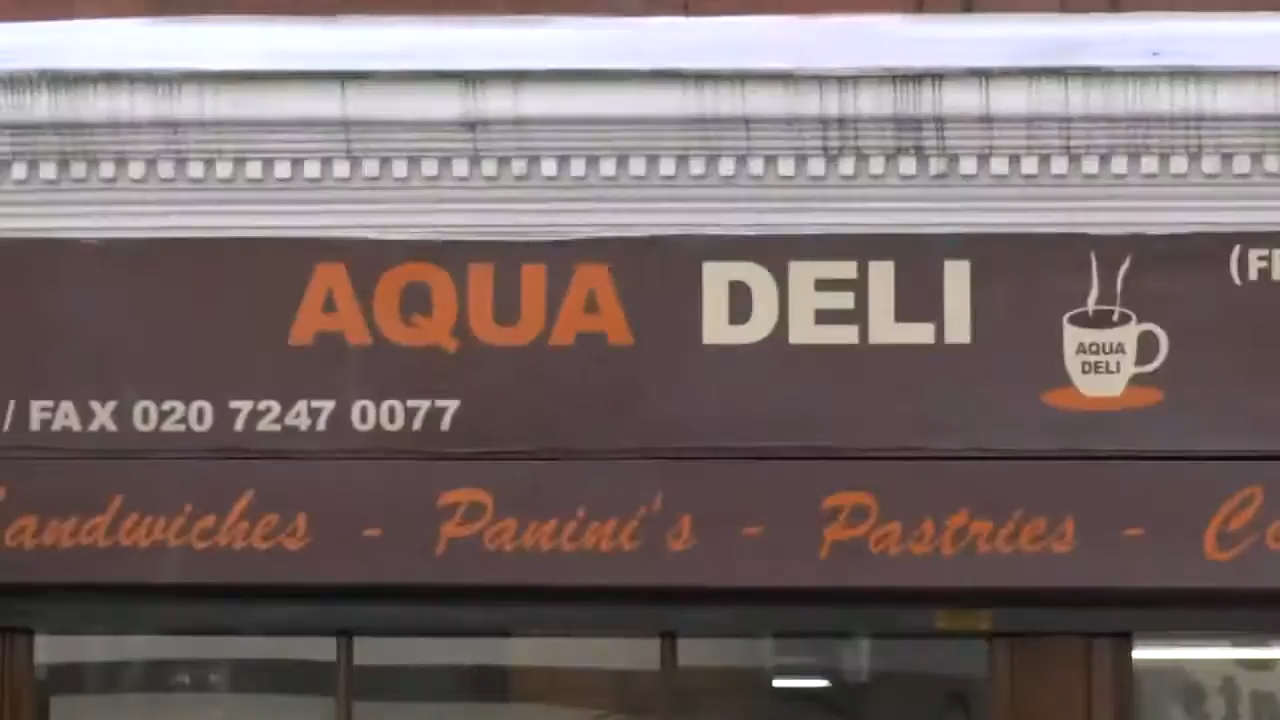 AQUA DELI
AQUA
DELI
/ FAX 020 7247 0077
andwiches - Panini's - Pastries -